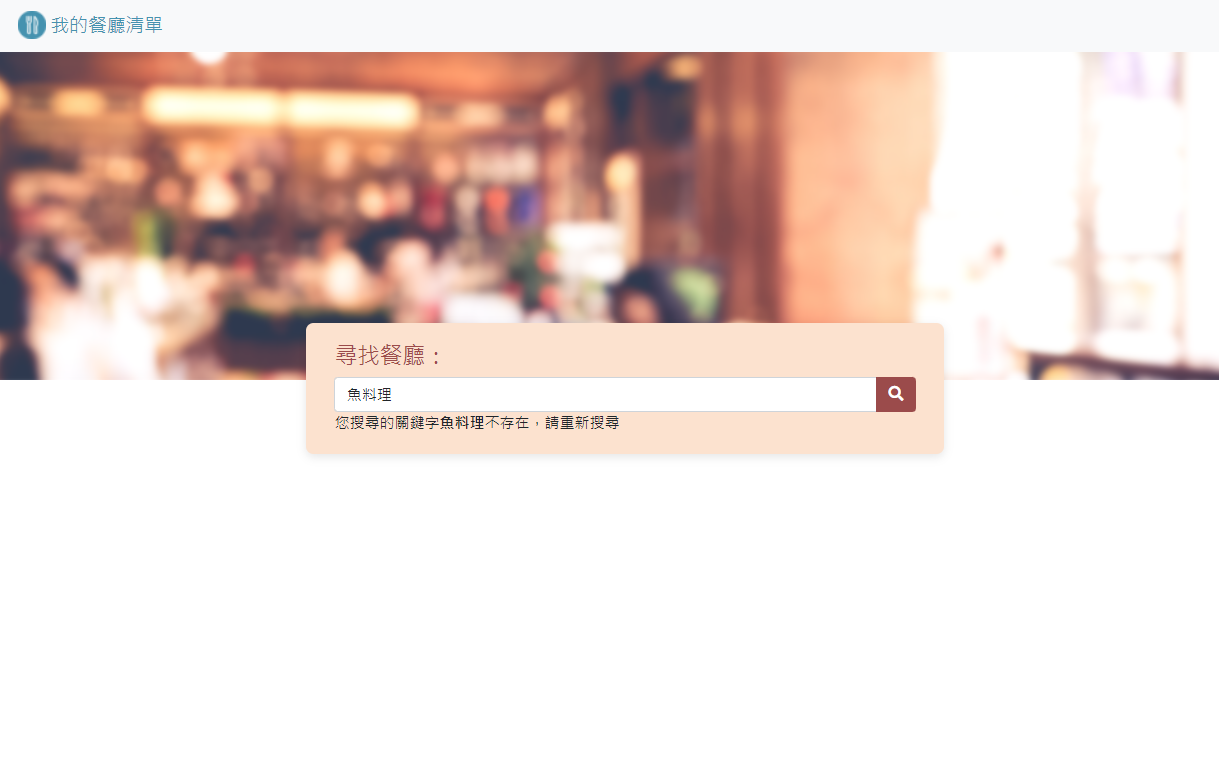 我的餐廳清單
尋找餐廳：
魚料理
您搜尋的關鍵字魚料理不存在，請重新搜尋